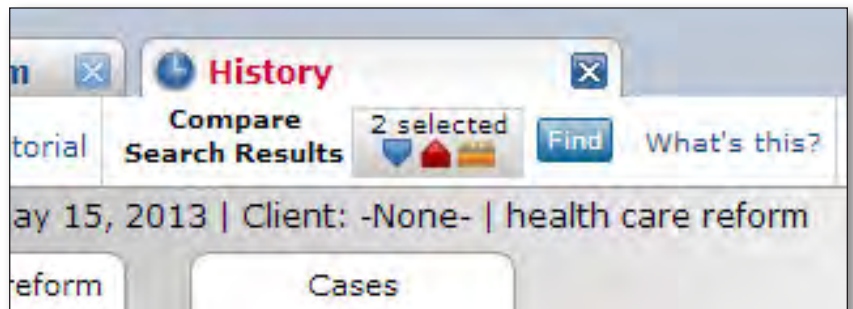 m History
torial Compare Search Results 2 selected Find What's this?
ay 15, 2013 | Client: -None- | health care reform
reform Cases